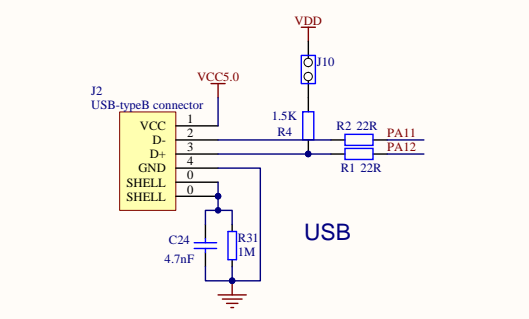 VDD
J10
VCC5.0
J2
USB-typeB connector
1.5K
R4
R2 22R
PA11
VCC 1
D- 2
D+ 3
PA12
GND 4
R1 22R
SHELL 0
SHELL 0
C24
4.7nF
R31
1M
USB